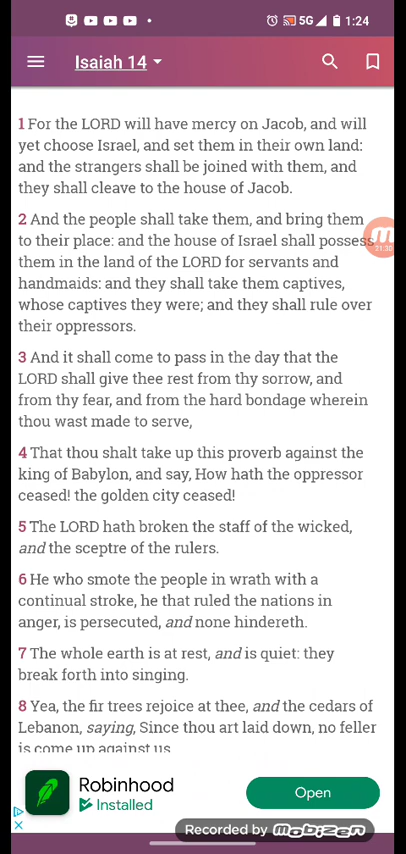 5G 1:24
Isaiah 14
1 For the LORD will have mercy on Jacob, and will
yet choose Israel, and set them in their own land:
and the strangers shall be joined with them, and
they shall cleave to the house of Jacob.
2 And the people shall take them, and bring them
to their place: and the house of Israel shall possess
them in the land of the LORD for servants and
handmaids: and they shall take them captives,
whose captives they were; and they shall rule over
their oppressors.
3 And it shall come to pass in the day that the
LORD shall give thee rest from thy sorrow, and
from thy fear, and from the hard bondage wherein
thou wast made to serve,
4 That thou shalt take up this proverb against the
king of Babylon, and say, How hath the oppressor
ceased! the golden city ceased!
5 The LORD hath broken the staff of the wicked,
and the sceptre of the rulers.
6 He who smote the people in wrath with a
continual stroke, he that ruled the nations in
anger, is persecuted, and none hindereth.
7 The whole earth is at rest, and is quiet: they
break forth into singing.
8 Yea, the fir trees rejoice at thee, and the cedars of
Lebanon, saying, Since thou art laid down, no feller
is come up against us
Robinhood
Installed
Open
Recorded by mobizen